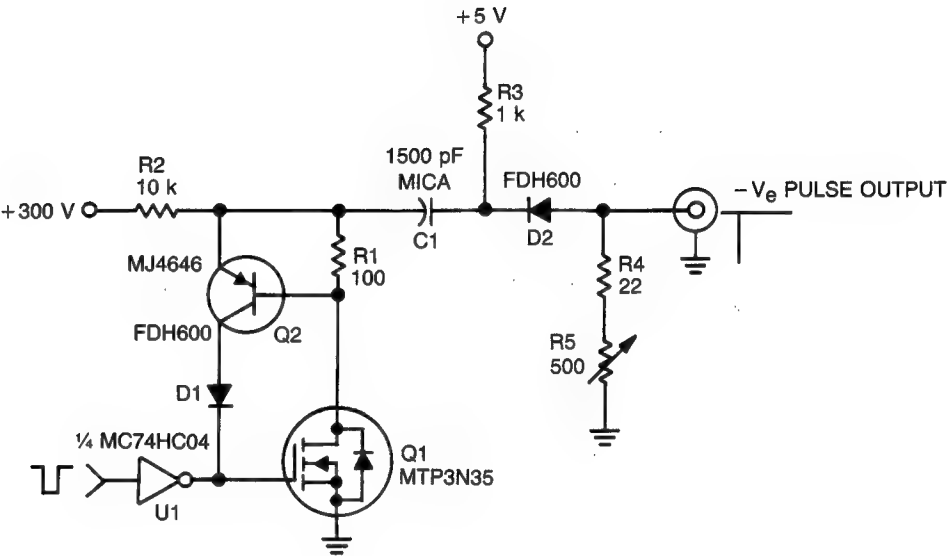 +5 V
R3
1 k
1500 pF
MICA
C1
FDH600
D2
−Ve PULSE OUTPUT
R2
10 k
+300 V
R1
100
MJ4646
Q2
FDH600
D1
R4
22
R5
500
¼ MC74HC04
U1
Q1
MTP3N35